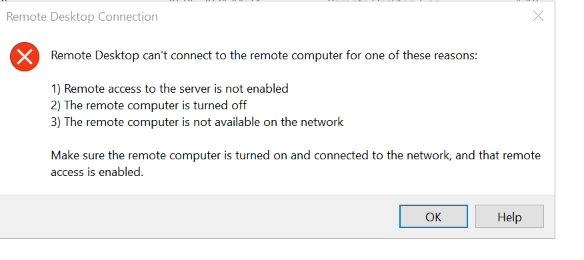 Remote Desktop Connection
Remote Desktop can't connect to the remote computer for one of these reasons:
1) Remote access to the server is not enabled
2) The remote computer is turned off
3) The remote computer is not available on the network
Make sure the remote computer is turned on and connected to the network, and that remote
access is enabled.
OK
Help